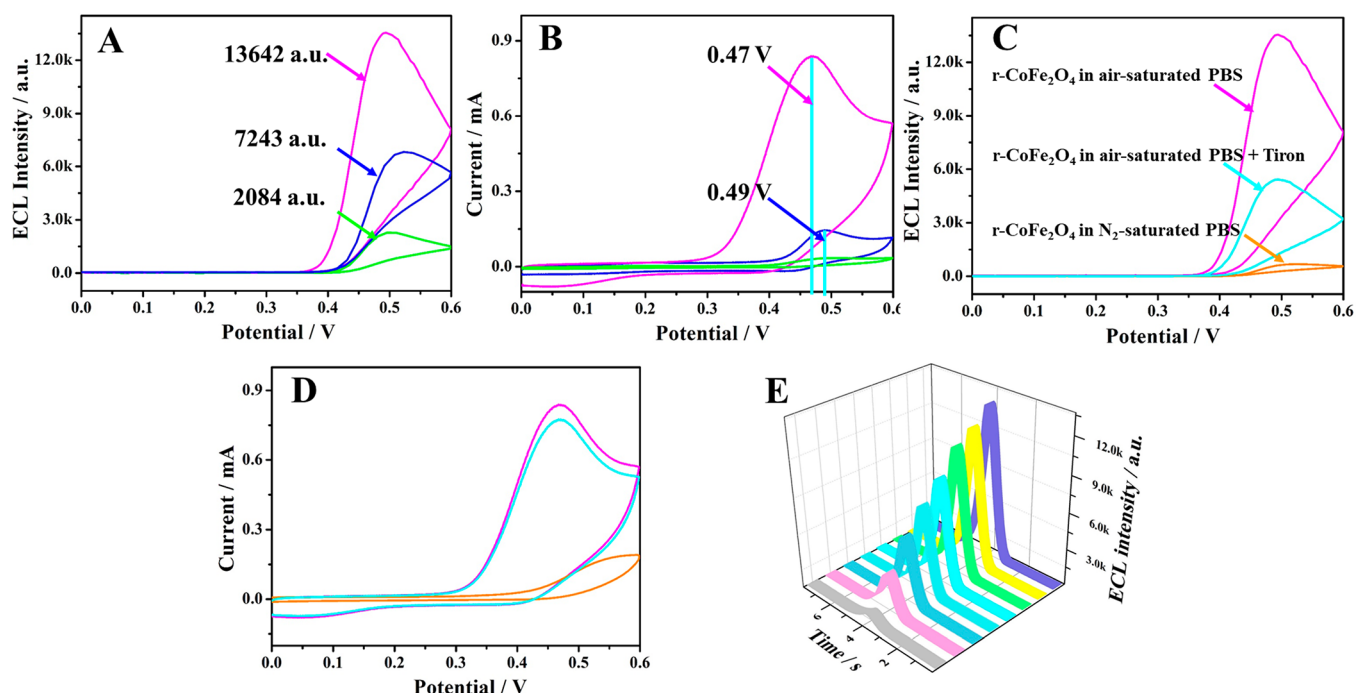 A
13642 a.u.
7243 a.u.
2084 a.u.
ECL Intensity / a.u.
12.0k
9.0k
6.0k
3.0k
0.0
0.0 0.1 0.2 0.3 0.4 0.5 0.6
Potential / V
B
0.47 V
0.49 V
Current / mA
0.9
0.6
0.3
0.0
0.0 0.1 0.2 0.3 0.4 0.5 0.6
Potential / V
C
r-CoFe₂O₄ in air-saturated PBS
r-CoFe₂O₄ in air-saturated PBS + Tiron
r-CoFe₂O₄ in N₂-saturated PBS
ECL Intensity / a.u.
12.0k
9.0k
6.0k
3.0k
0.0
0.0 0.1 0.2 0.3 0.4 0.5 0.6
Potential / V
D
Current / mA
0.9
0.6
0.3
0.0
0.0 0.1 0.2 0.3 0.4 0.5 0.6
Potential / V
E
12.0k
9.0k
6.0k
3.0k
ECL intensity / a.u.
6 4 2
Time / s